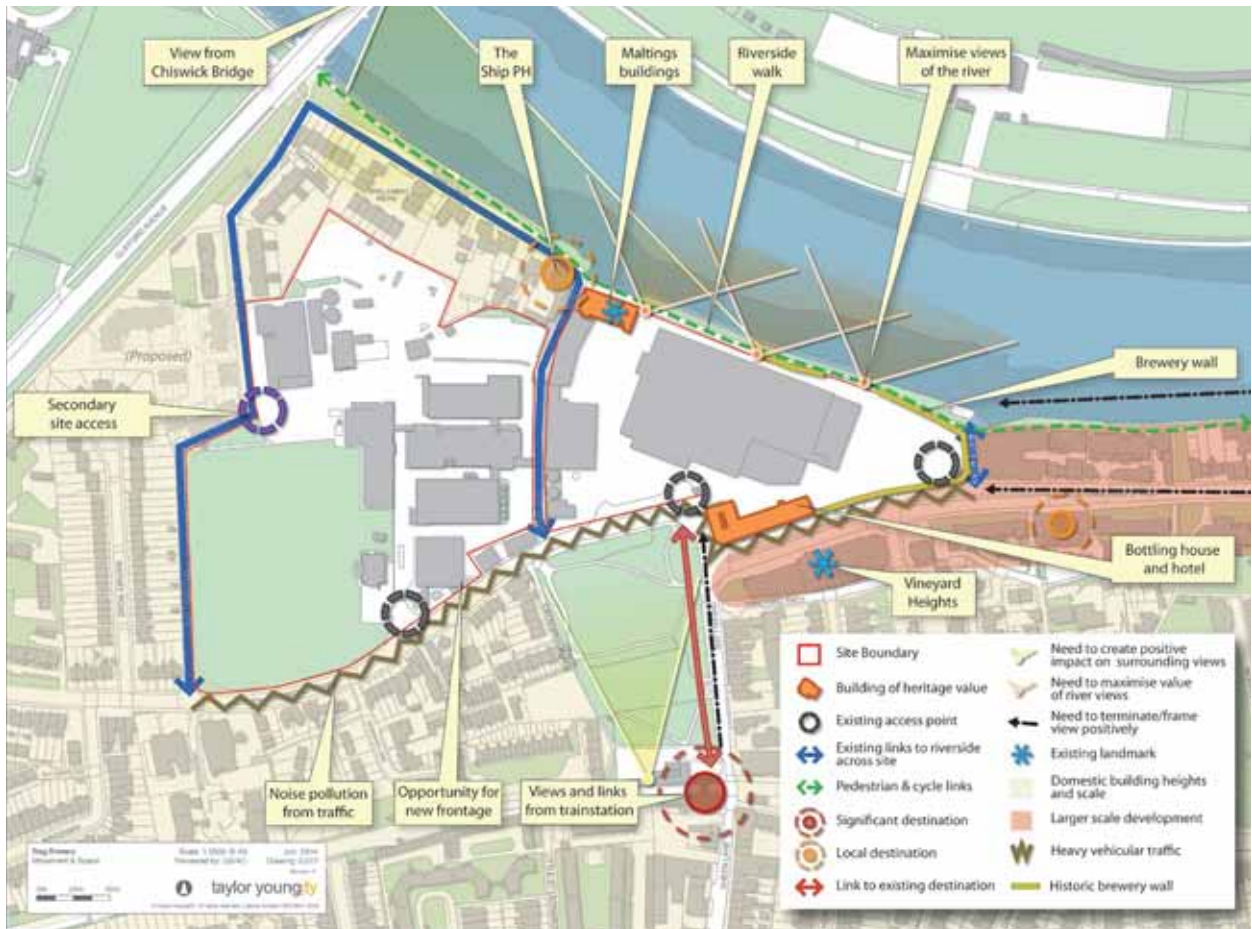 View from
Chiswick Bridge
The
Ship PH
Maltings
buildings
Riverside
walk
Maximise views
of the river
(Proposed)
Secondary
site access
Brewery wall
Bottling house
and hotel
Vineyard
Heights
Noise pollution
from traffic
Opportunity for
new frontage
Views and links
from trainstation
Site Boundary
Building of heritage value
Existing access point
Existing links to riverside
across site
Pedestrian & cycle links
Significant destination
Local destination
Link to existing destination
Need to create positive
impact on surrounding views
Need to maximise value
of river views
Need to terminate/frame
view positively
Existing landmark
Domestic building heights
and scale
Larger scale development
Heavy vehicular traffic
Historic brewery wall
taylor young:ty